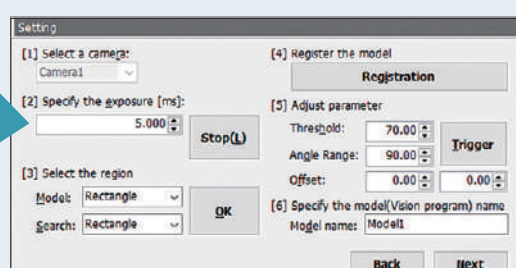 Setting
[1] Select a camera:
Camera1
[2] Specify the exposure [ms]:
5.000
Stop(L)
[3] Select the region
Model: Rectangle
Search: Rectangle
OK
[4] Register the model
Registration
[5] Adjust parameter
Threshold: 70.00
Angle Range: 90.00
Trigger
Offset: 0.00 0.00
[6] Specify the model(Vision program) name
Model name: Model1
Back Next